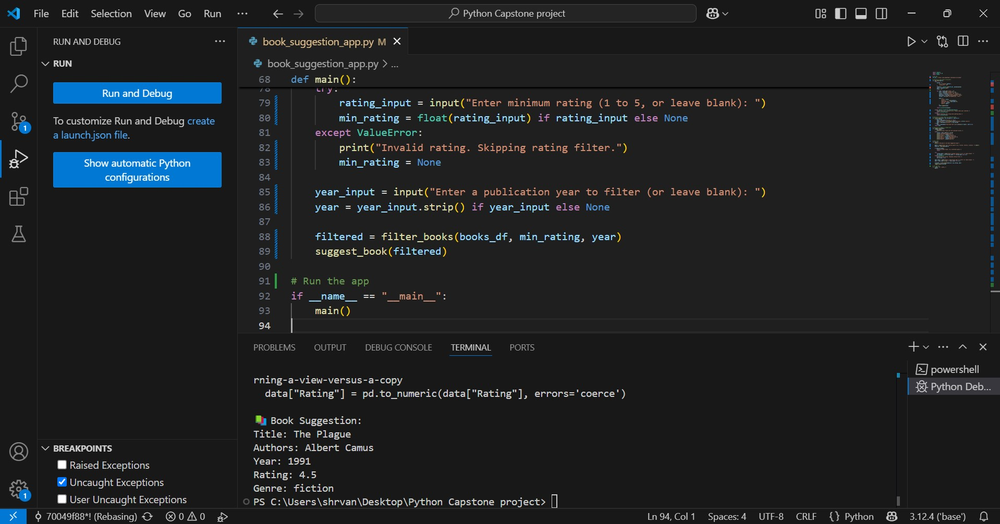 File Edit Selection View Go Run ··· Python Capstone project
RUN AND DEBUG ···
RUN
Run and Debug
To customize Run and Debug create
a launch.json file.
Show automatic Python
configurations
1
BREAKPOINTS
Raised Exceptions
Uncaught Exceptions
User Uncaught Exceptions
1
book_suggestion_app.py M
book_suggestion_app.py > ...
68 def main():
78 try:
79 rating_input = input("Enter minimum rating (1 to 5, or leave blank): ")
80 min_rating = float(rating_input) if rating_input else None
81 except ValueError:
82 print("Invalid rating. Skipping rating filter.")
83 min_rating = None
84
85 year_input = input("Enter a publication year to filter (or leave blank): ")
86 year = year_input.strip() if year_input else None
87
88 filtered = filter_books(books_df, min_rating, year)
89 suggest_book(filtered)
90
91 # Run the app
92 if __name__ == "__main__":
93 main()
94
PROBLEMS OUTPUT DEBUG CONSOLE TERMINAL PORTS
rning-a-view-versus-a-copy
data["Rating"] = pd.to_numeric(data["Rating"], errors='coerce')
Book Suggestion:
Title: The Plague
Authors: Albert Camus
Year: 1991
Rating: 4.5
Genre: fiction
PS C:\Users\shrvan\Desktop\Python Capstone project>
powershell
Python Deb...
70049f88*! (Rebasing) 0 0 Ln 94, Col 1 Spaces: 4 UTF-8 CRLF {} Python 3.12.4 ('base')